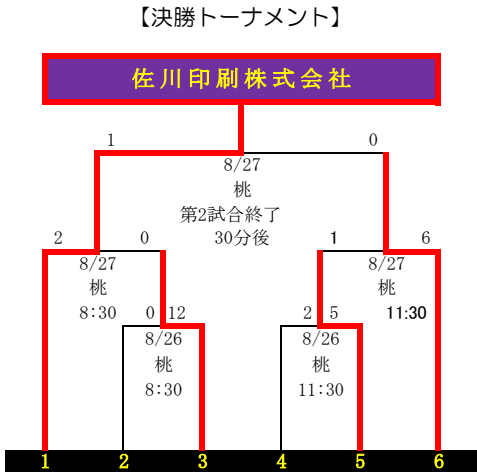 【決勝トーナメント】
佐川印刷株式会社
1 0
8/27
桃
第2試合終了
30分後
2 0 1 6
8/27 8/27
桃 桃
8:30 11:30
0 12 2 5
8/26 8/26
桃 桃
8:30 11:30
1 2 3 4 5 6